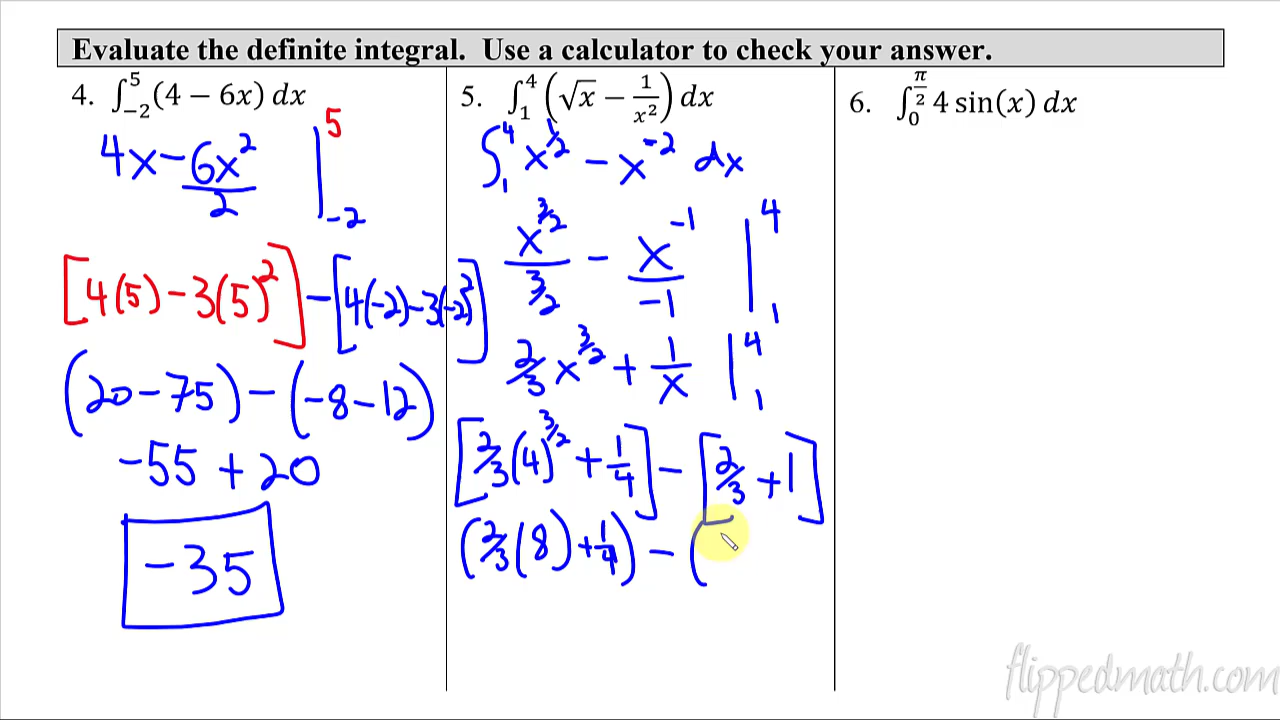 Evaluate the definite integral. Use a calculator to check your answer.
4. ∫₋₂⁵ (4 − 6x) dx
4x − 6x²/2 |₋₂⁵
[4(5) − 3(5)²] − [4(−2) − 3(−2)²]
(20 − 75) − (−8 − 12)
−55 + 20
−35
5. ∫₁⁴ (√x − 1/x²) dx
∫₁⁴ x^(1/2) − x^(−2) dx
x^(3/2)/(3/2) − x^(−1)/(−1) |₁⁴
2/3 x^(3/2) + 1/x |₁⁴
[2/3 (4)^(3/2) + 1/4] − [2/3 + 1]
(2/3 (8) + 1/4) − (
6. ∫₀^(π/2) 4 sin(x) dx
flippedmath.com